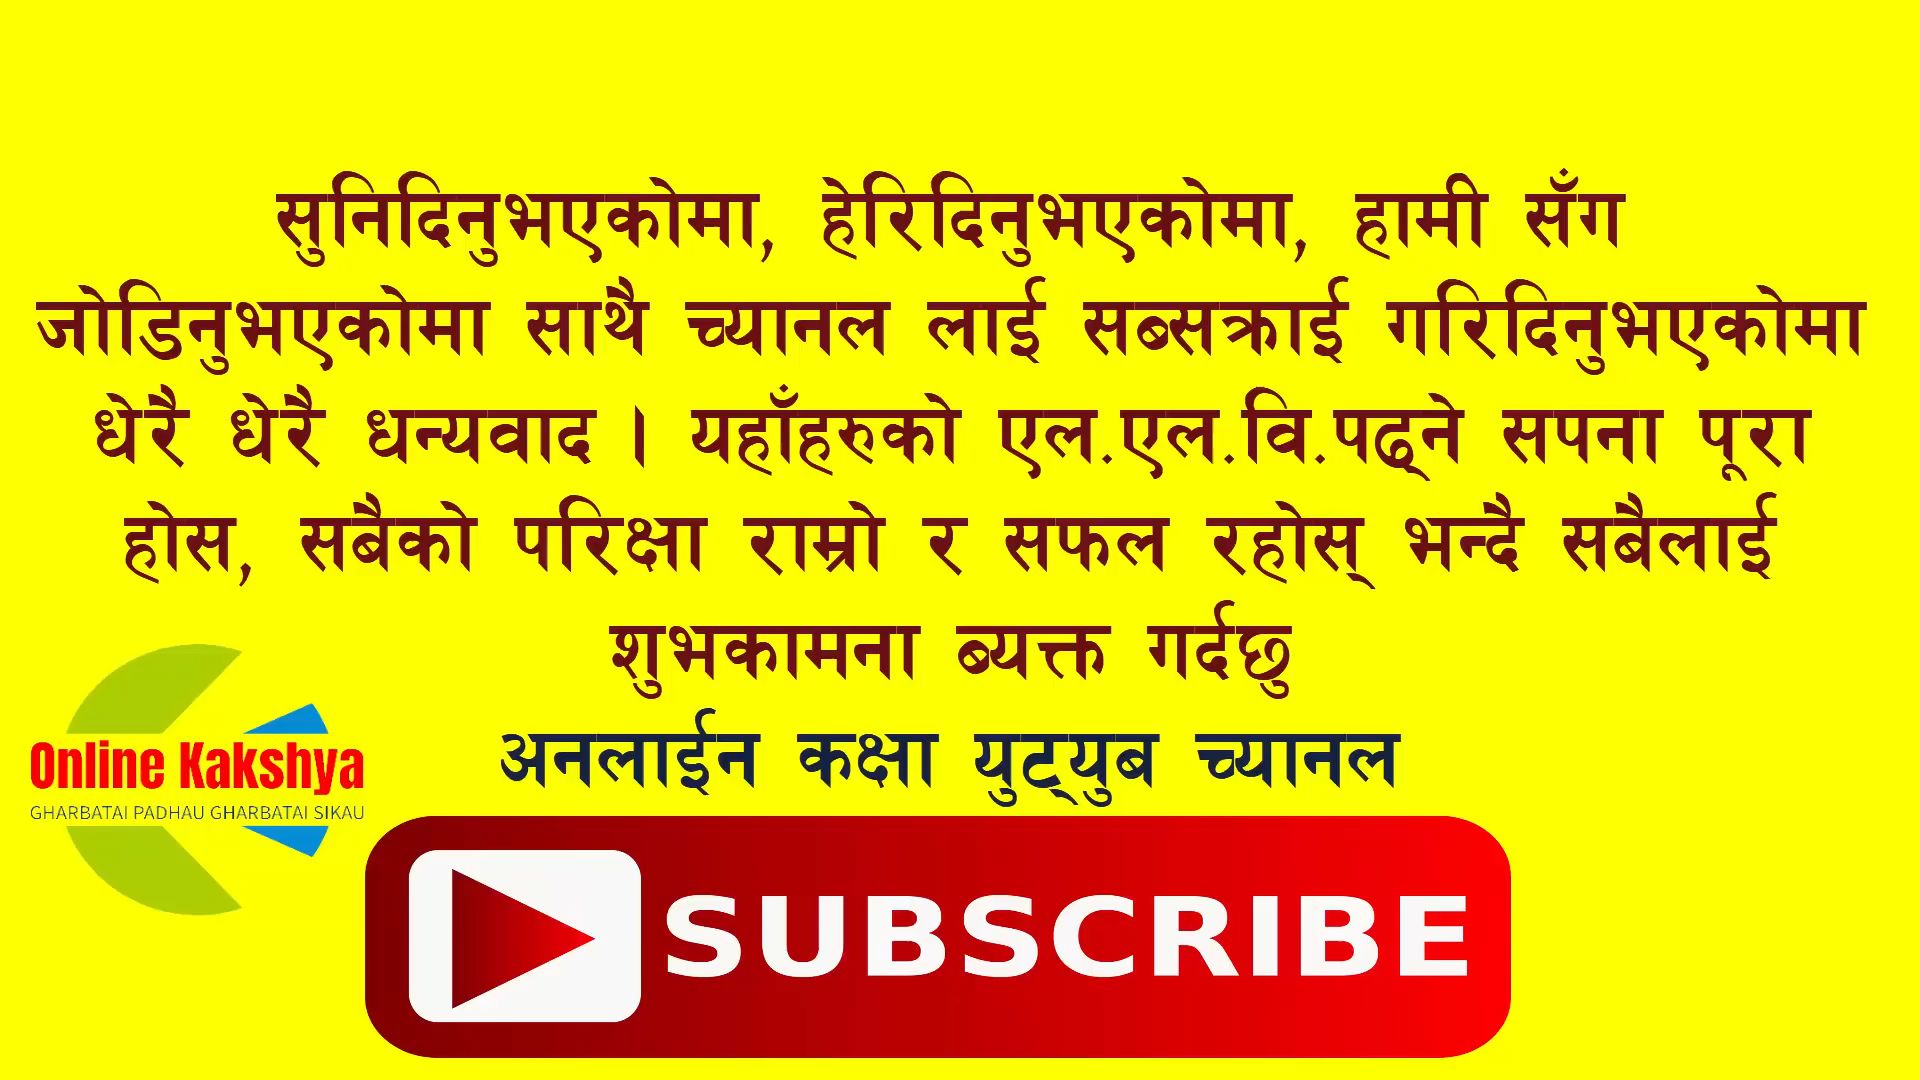 सुनिदिनुभएकोमा, हेरिदिनुभएकोमा, हामी सँग
जोडिनुभएकोमा साथै च्यानल लाई सब्सक्राई गरिदिनुभएकोमा
धेरै धेरै धन्यवाद । यहाँहरुको एल.एल.वि.पढ्ने सपना पूरा
होस, सबैको परिक्षा राम्रो र सफल रहोस् भन्दै सबैलाई
शुभकामना ब्यक्त गर्दछु
अनलाईन कक्षा युट्युब च्यानल
Online Kakshya
GHARBATAI PADHAU GHARBATAI SIKAU
SUBSCRIBE